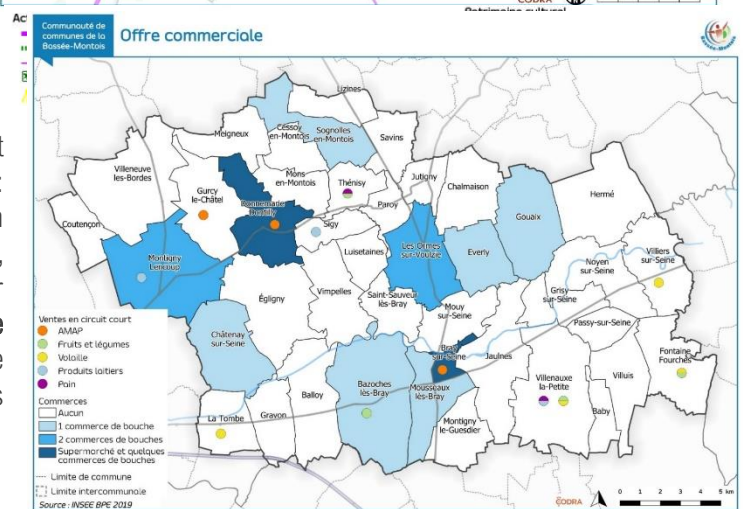 Communauté de
communes de la
Bassée-Montois
Offre commerciale
Lizines
Meigneux
Cessoy
en-Montois
Sognolles
en-Montois
Savins
Villeneuve
les-Bordes
Gurcy
le-Châtel
Mons
en-Montois
Thénisy
Jutigny
Chalmaison
Hermé
Donnemarie
Dontilly
Paroy
Gouaix
Coutençon
Sigy
Montigny
Lencoup
Luisetaines
Les Ormes
sur-Voulzie
Everly
Noyen
sur-Seine
Villiers
sur-Seine
Égligny
Vimpelles
Saint-Sauveur
lès-Bray
Mouy
sur-Seine
Grisy
sur-Seine
Châtenay
sur-Seine
Passy-sur-Seine
Bray
sur-Seine
Jaulnes
Fontaine
Fourches
Balloy
Bazoches
lès-Bray
Mousseaux
lès-Bray
Villenauxe
la-Petite
Villuis
La Tombe
Gravon
Montigny
le-Guesdier
Baby
Ventes en circuit court
AMAP
Fruits et légumes
Volaille
Produits laitiers
Pain
Commerces
Aucun
1 commerce de bouche
2 commerces de bouches
Supermarché et quelques
commerces de bouches
Limite de commune
Limite intercommunale
Source : INSEE BPE 2019
CODRA
0 1 2 3 4 5 km